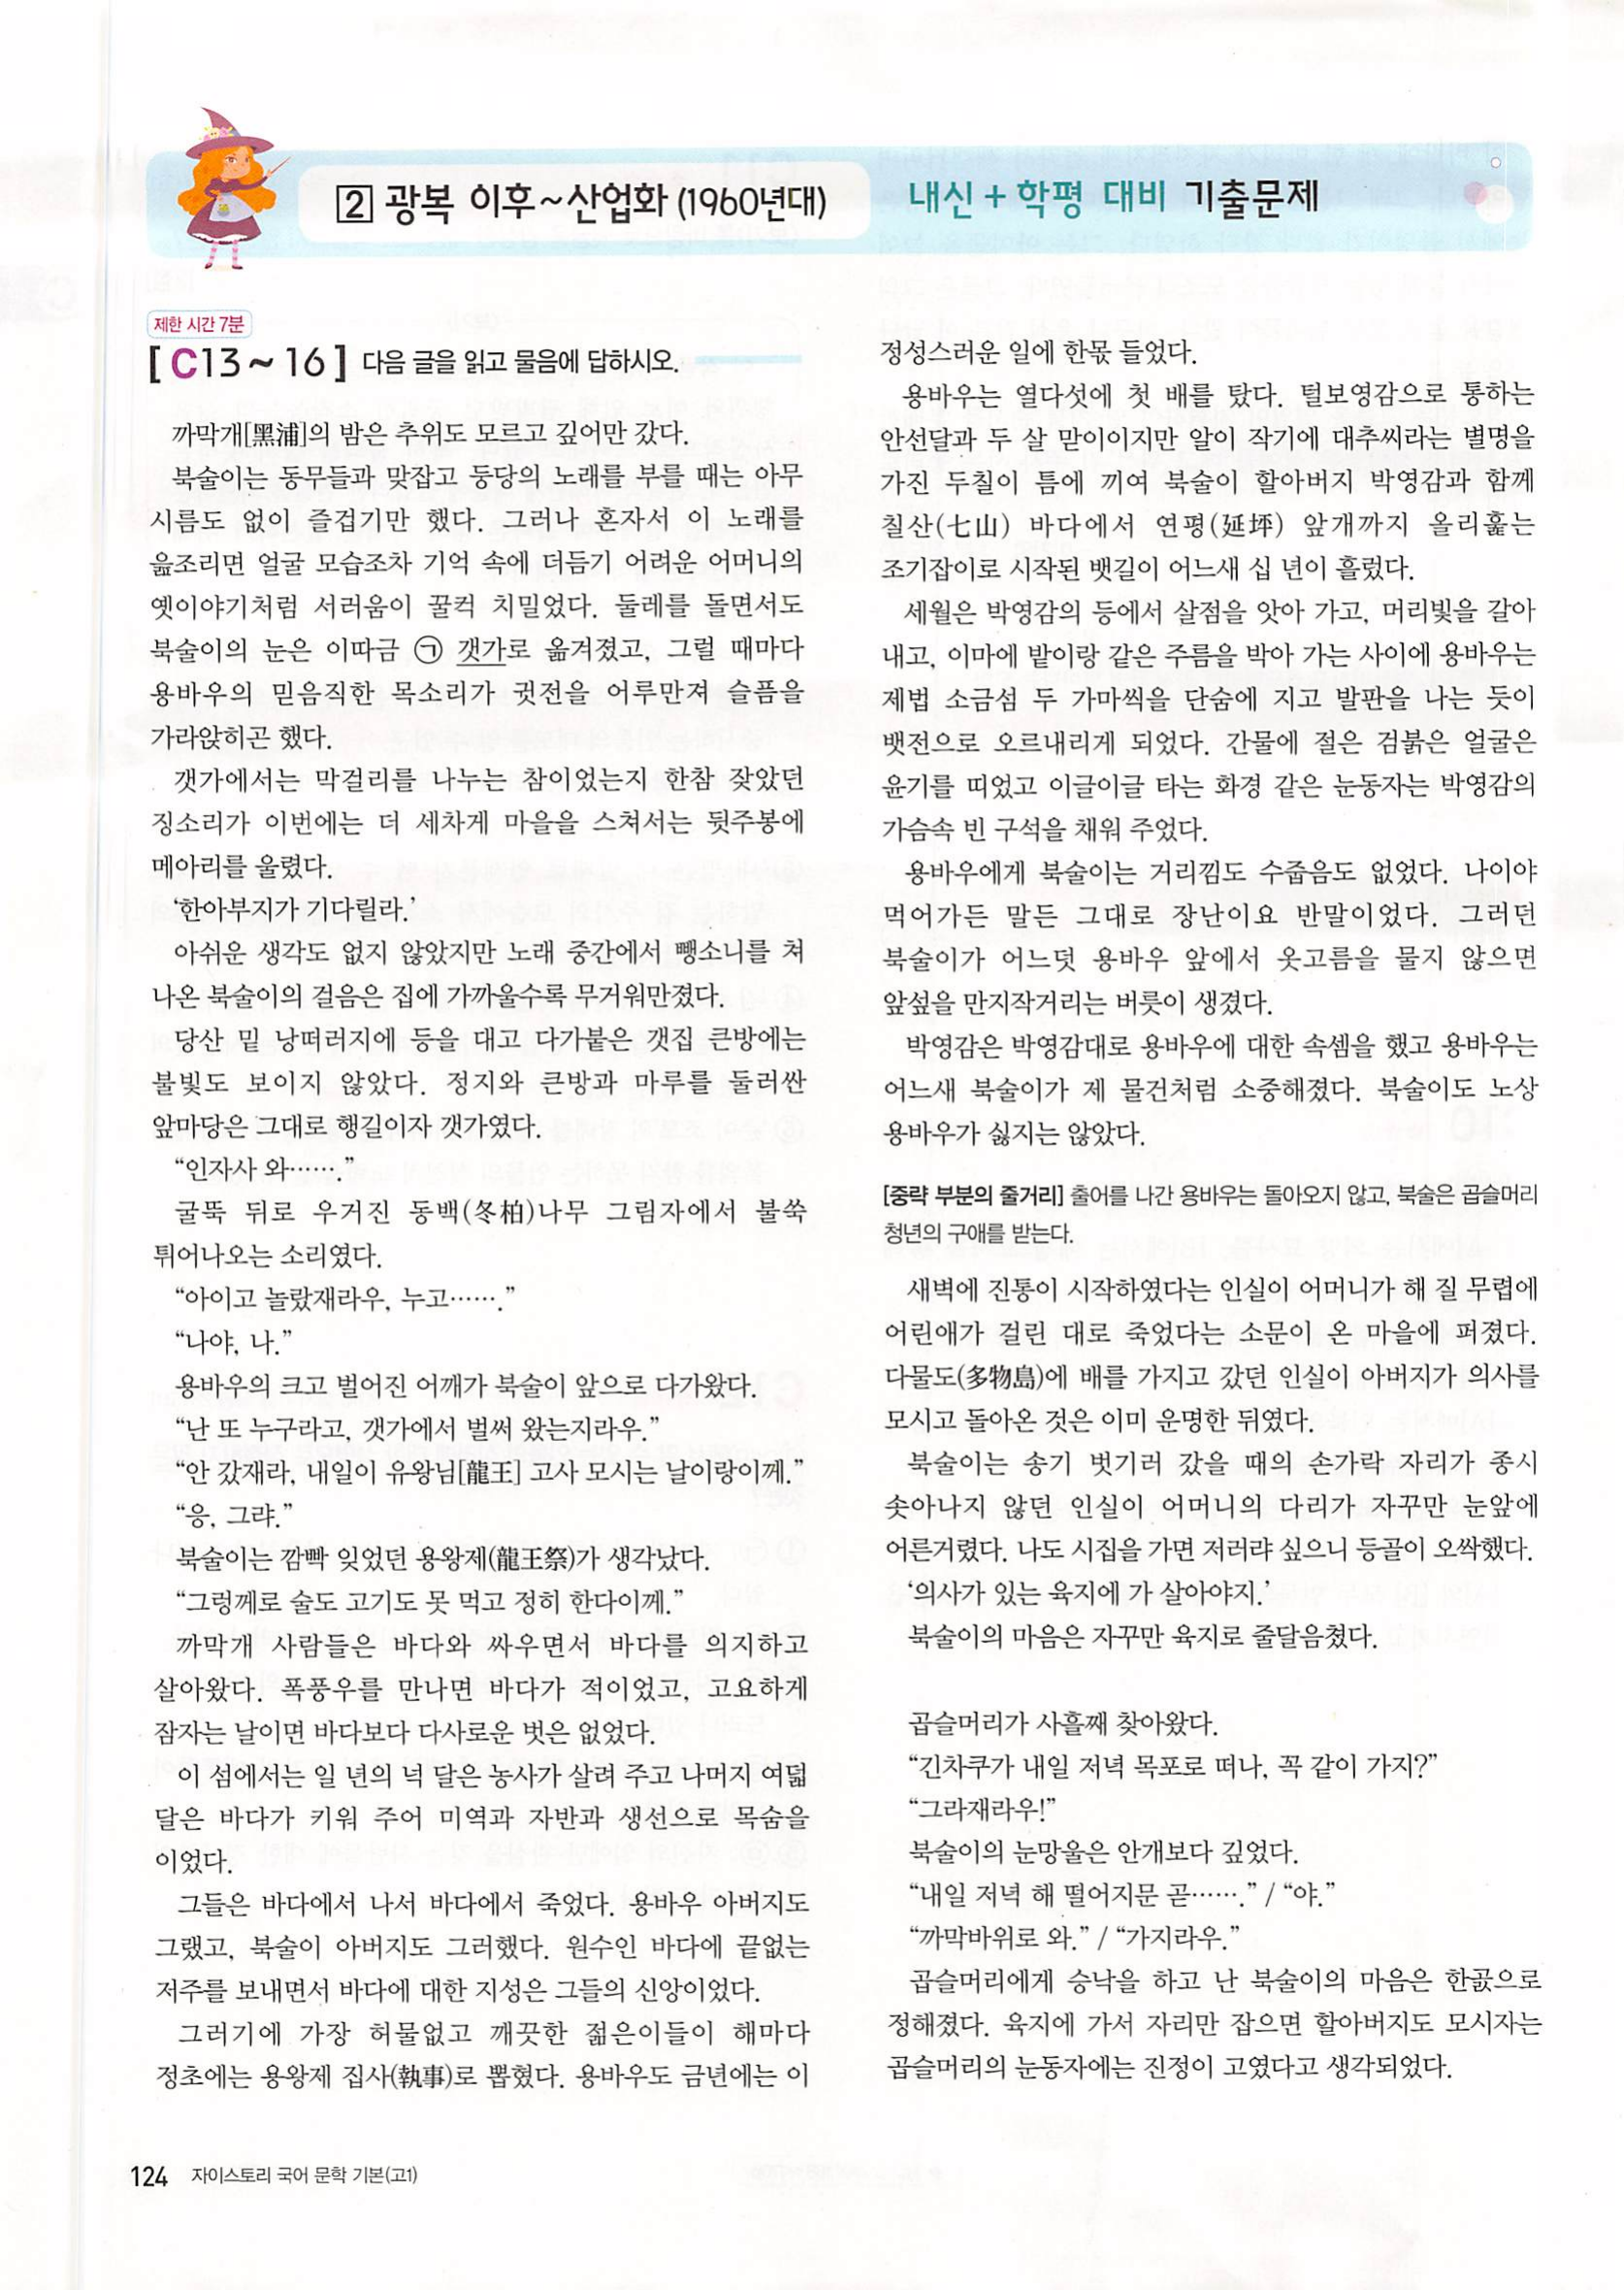 ② 광복 이후~산업화 (1960년대)
내신+학평 대비 기출문제
제한 시간 7분
[ C13~16 ] 다음 글을 읽고 물음에 답하시오.
까막개[黑浦]의 밤은 추위도 모르고 깊어만 갔다.
북술이는 동무들과 맞잡고 둥당의 노래를 부를 때는 아무
시름도 없이 즐겁기만 했다. 그러나 혼자서 이 노래를
읊조리면 얼굴 모습조차 기억 속에 더듬기 어려운 어머니의
옛이야기처럼 서러움이 꿀컥 치밀었다. 둘레를 돌면서도
북술이의 눈은 이따금 ㉠ 갯가로 옮겨졌고, 그럴 때마다
용바우의 믿음직한 목소리가 귓전을 어루만져 슬픔을
가라앉히곤 했다.
갯가에서는 막걸리를 나누는 참이었는지 한참 잦았던
징소리가 이번에는 더 세차게 마을을 스쳐서는 뒷주봉에
메아리를 울렸다.
‘한아부지가 기다릴라.’
아쉬운 생각도 없지 않았지만 노래 중간에서 뺑소니를 쳐
나온 북술이의 걸음은 집에 가까울수록 무거워만졌다.
당산 밑 낭떠러지에 등을 대고 다가붙은 갯집 큰방에는
불빛도 보이지 않았다. 정지와 큰방과 마루를 둘러싼
앞마당은 그대로 행길이자 갯가였다.
“인자사 와…….”
굴뚝 뒤로 우거진 동백(冬柏)나무 그림자에서 불쑥
튀어나오는 소리였다.
“아이고 놀랐재라우, 누고…….”
“나야, 나.”
용바우의 크고 벌어진 어깨가 북술이 앞으로 다가왔다.
“난 또 누구라고, 갯가에서 벌써 왔는지라우.”
“안 갔재라, 내일이 유왕님[龍王] 고사 모시는 날이랑이께.”
“응, 그랴.”
북술이는 깜빡 잊었던 용왕제(龍王祭)가 생각났다.
“그렁께로 술도 고기도 못 먹고 정히 한다이께.”
까막개 사람들은 바다와 싸우면서 바다를 의지하고
살아왔다. 폭풍우를 만나면 바다가 적이었고, 고요하게
잠자는 날이면 바다보다 다사로운 벗은 없었다.
이 섬에서는 일 년의 넉 달은 농사가 살려 주고 나머지 여덟
달은 바다가 키워 주어 미역과 자반과 생선으로 목숨을
이었다.
그들은 바다에서 나서 바다에서 죽었다. 용바우 아버지도
그랬고, 북술이 아버지도 그러했다. 원수인 바다에 끝없는
저주를 보내면서 바다에 대한 지성은 그들의 신앙이었다.
그러기에 가장 허물없고 깨끗한 젊은이들이 해마다
정초에는 용왕제 집사(執事)로 뽑혔다. 용바우도 금년에는 이
정성스러운 일에 한몫 들었다.
용바우는 열다섯에 첫 배를 탔다. 털보영감으로 통하는
안선달과 두 살 맏이이지만 알이 작기에 대추씨라는 별명을
가진 두칠이 틈에 끼여 북술이 할아버지 박영감과 함께
칠산(七山) 바다에서 연평(延坪) 앞개까지 올리훑는
조기잡이로 시작된 뱃길이 어느새 십 년이 흘렀다.
세월은 박영감의 등에서 살점을 앗아 가고, 머리빛을 갈아
내고, 이마에 밭이랑 같은 주름을 박아 가는 사이에 용바우는
제법 소금섬 두 가마씩을 단숨에 지고 발판을 나는 듯이
뱃전으로 오르내리게 되었다. 간물에 절은 검붉은 얼굴은
윤기를 띠었고 이글이글 타는 화경 같은 눈동자는 박영감의
가슴속 빈 구석을 채워 주었다.
용바우에게 북술이는 거리낌도 수줍음도 없었다. 나이야
먹어가든 말든 그대로 장난이요 반말이었다. 그러던
북술이가 어느덧 용바우 앞에서 옷고름을 물지 않으면
앞섶을 만지작거리는 버릇이 생겼다.
박영감은 박영감대로 용바우에 대한 속셈을 했고 용바우는
어느새 북술이가 제 물건처럼 소중해졌다. 북술이도 노상
용바우가 싫지는 않았다.
[중략 부분의 줄거리] 출어를 나간 용바우는 돌아오지 않고, 북술은 곱슬머리
청년의 구애를 받는다.
새벽에 진통이 시작하였다는 인실이 어머니가 해 질 무렵에
어린애가 걸린 대로 죽었다는 소문이 온 마을에 퍼졌다.
다물도(多物島)에 배를 가지고 갔던 인실이 아버지가 의사를
모시고 돌아온 것은 이미 운명한 뒤였다.
북술이는 송기 벗기러 갔을 때의 손가락 자리가 종시
솟아나지 않던 인실이 어머니의 다리가 자꾸만 눈앞에
어른거렸다. 나도 시집을 가면 저러랴 싶으니 등골이 오싹했다.
‘의사가 있는 육지에 가 살아야지.’
북술이의 마음은 자꾸만 육지로 줄달음쳤다.
곱슬머리가 사흘째 찾아왔다.
“긴차쿠가 내일 저녁 목포로 떠나, 꼭 같이 가지?”
“그라재라우!”
북술이의 눈망울은 안개보다 깊었다.
“내일 저녁 해 떨어지문 곧…….” / “야.”
“까막바위로 와.” / “가지라우.”
곱슬머리에게 승낙을 하고 난 북술이의 마음은 한곬으로
정해졌다. 육지에 가서 자리만 잡으면 할아버지도 모시자는
곱슬머리의 눈동자에는 진정이 고였다고 생각되었다.
124 자이스토리 국어 문학 기본(고1)